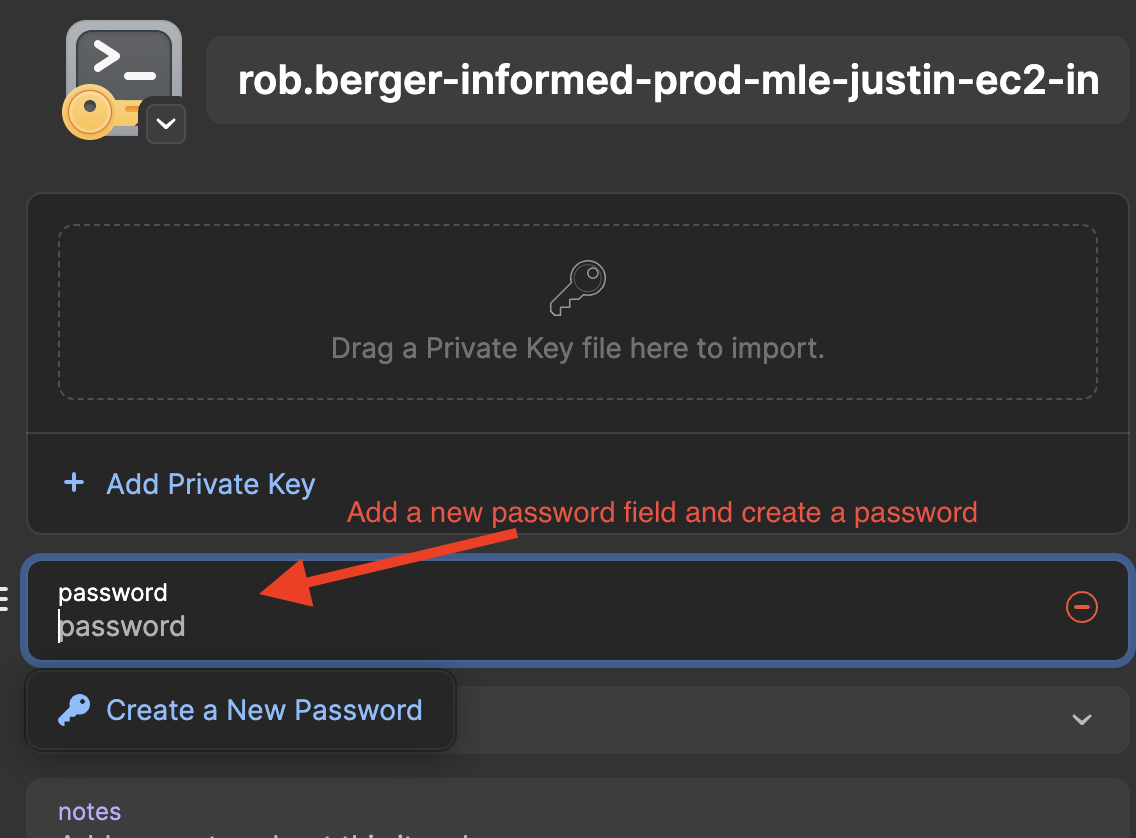 rob.berger-informed-prod-mle-justin-ec2-in
Drag a Private Key file here to import.
+ Add Private Key
Add a new password field and create a password
password
password
Create a New Password
notes